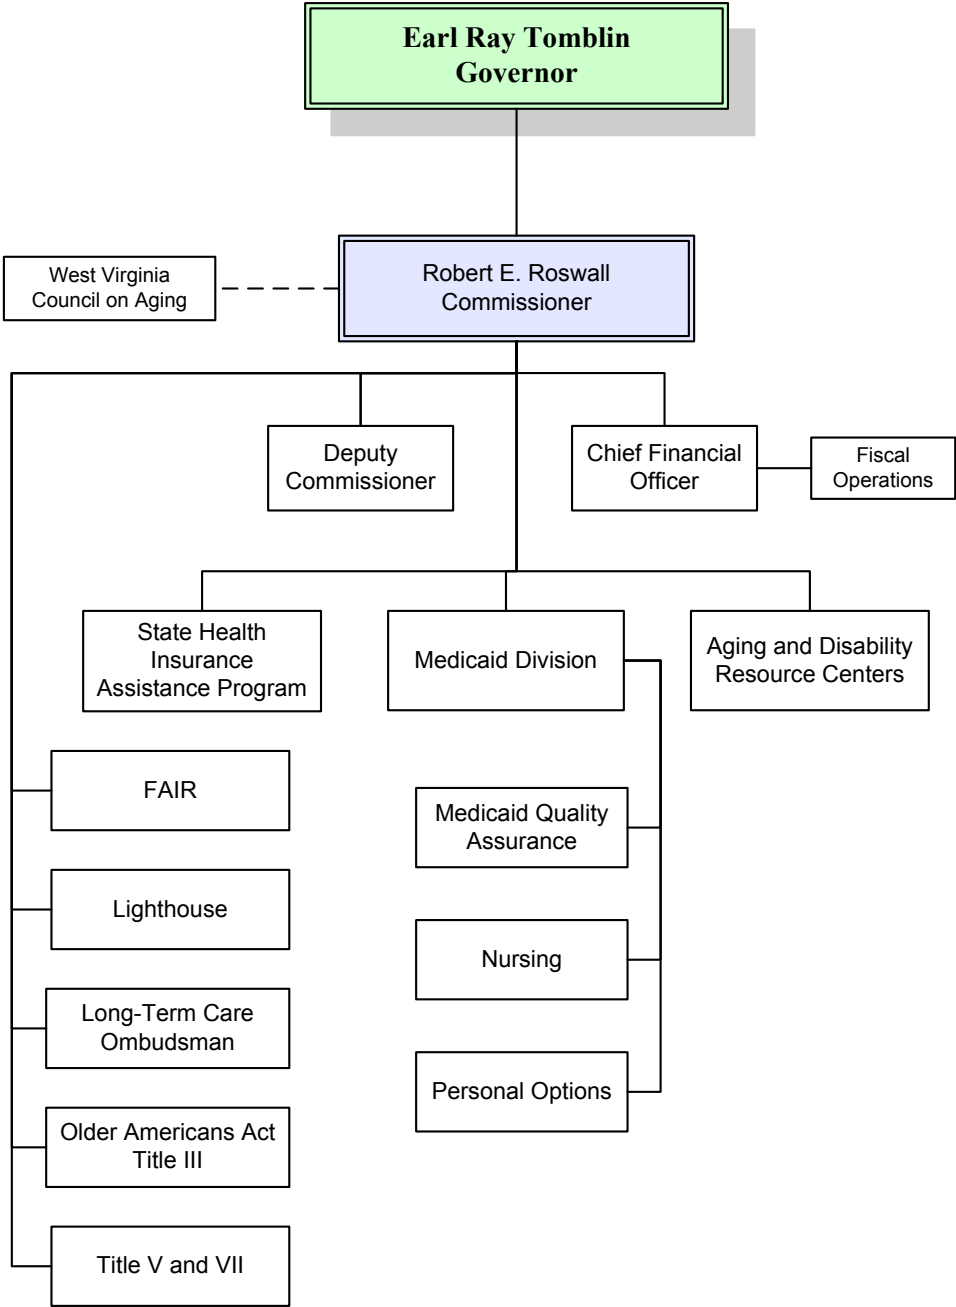 Earl Ray Tomblin
Governor
West Virginia
Council on Aging
Robert E. Roswall
Commissioner
Deputy
Commissioner
Chief Financial
Officer
Fiscal
Operations
State Health
Insurance
Assistance Program
Medicaid Division
Aging and Disability
Resource Centers
FAIR
Lighthouse
Long-Term Care
Ombudsman
Older Americans Act
Title III
Title V and VII
Medicaid Quality
Assurance
Nursing
Personal Options